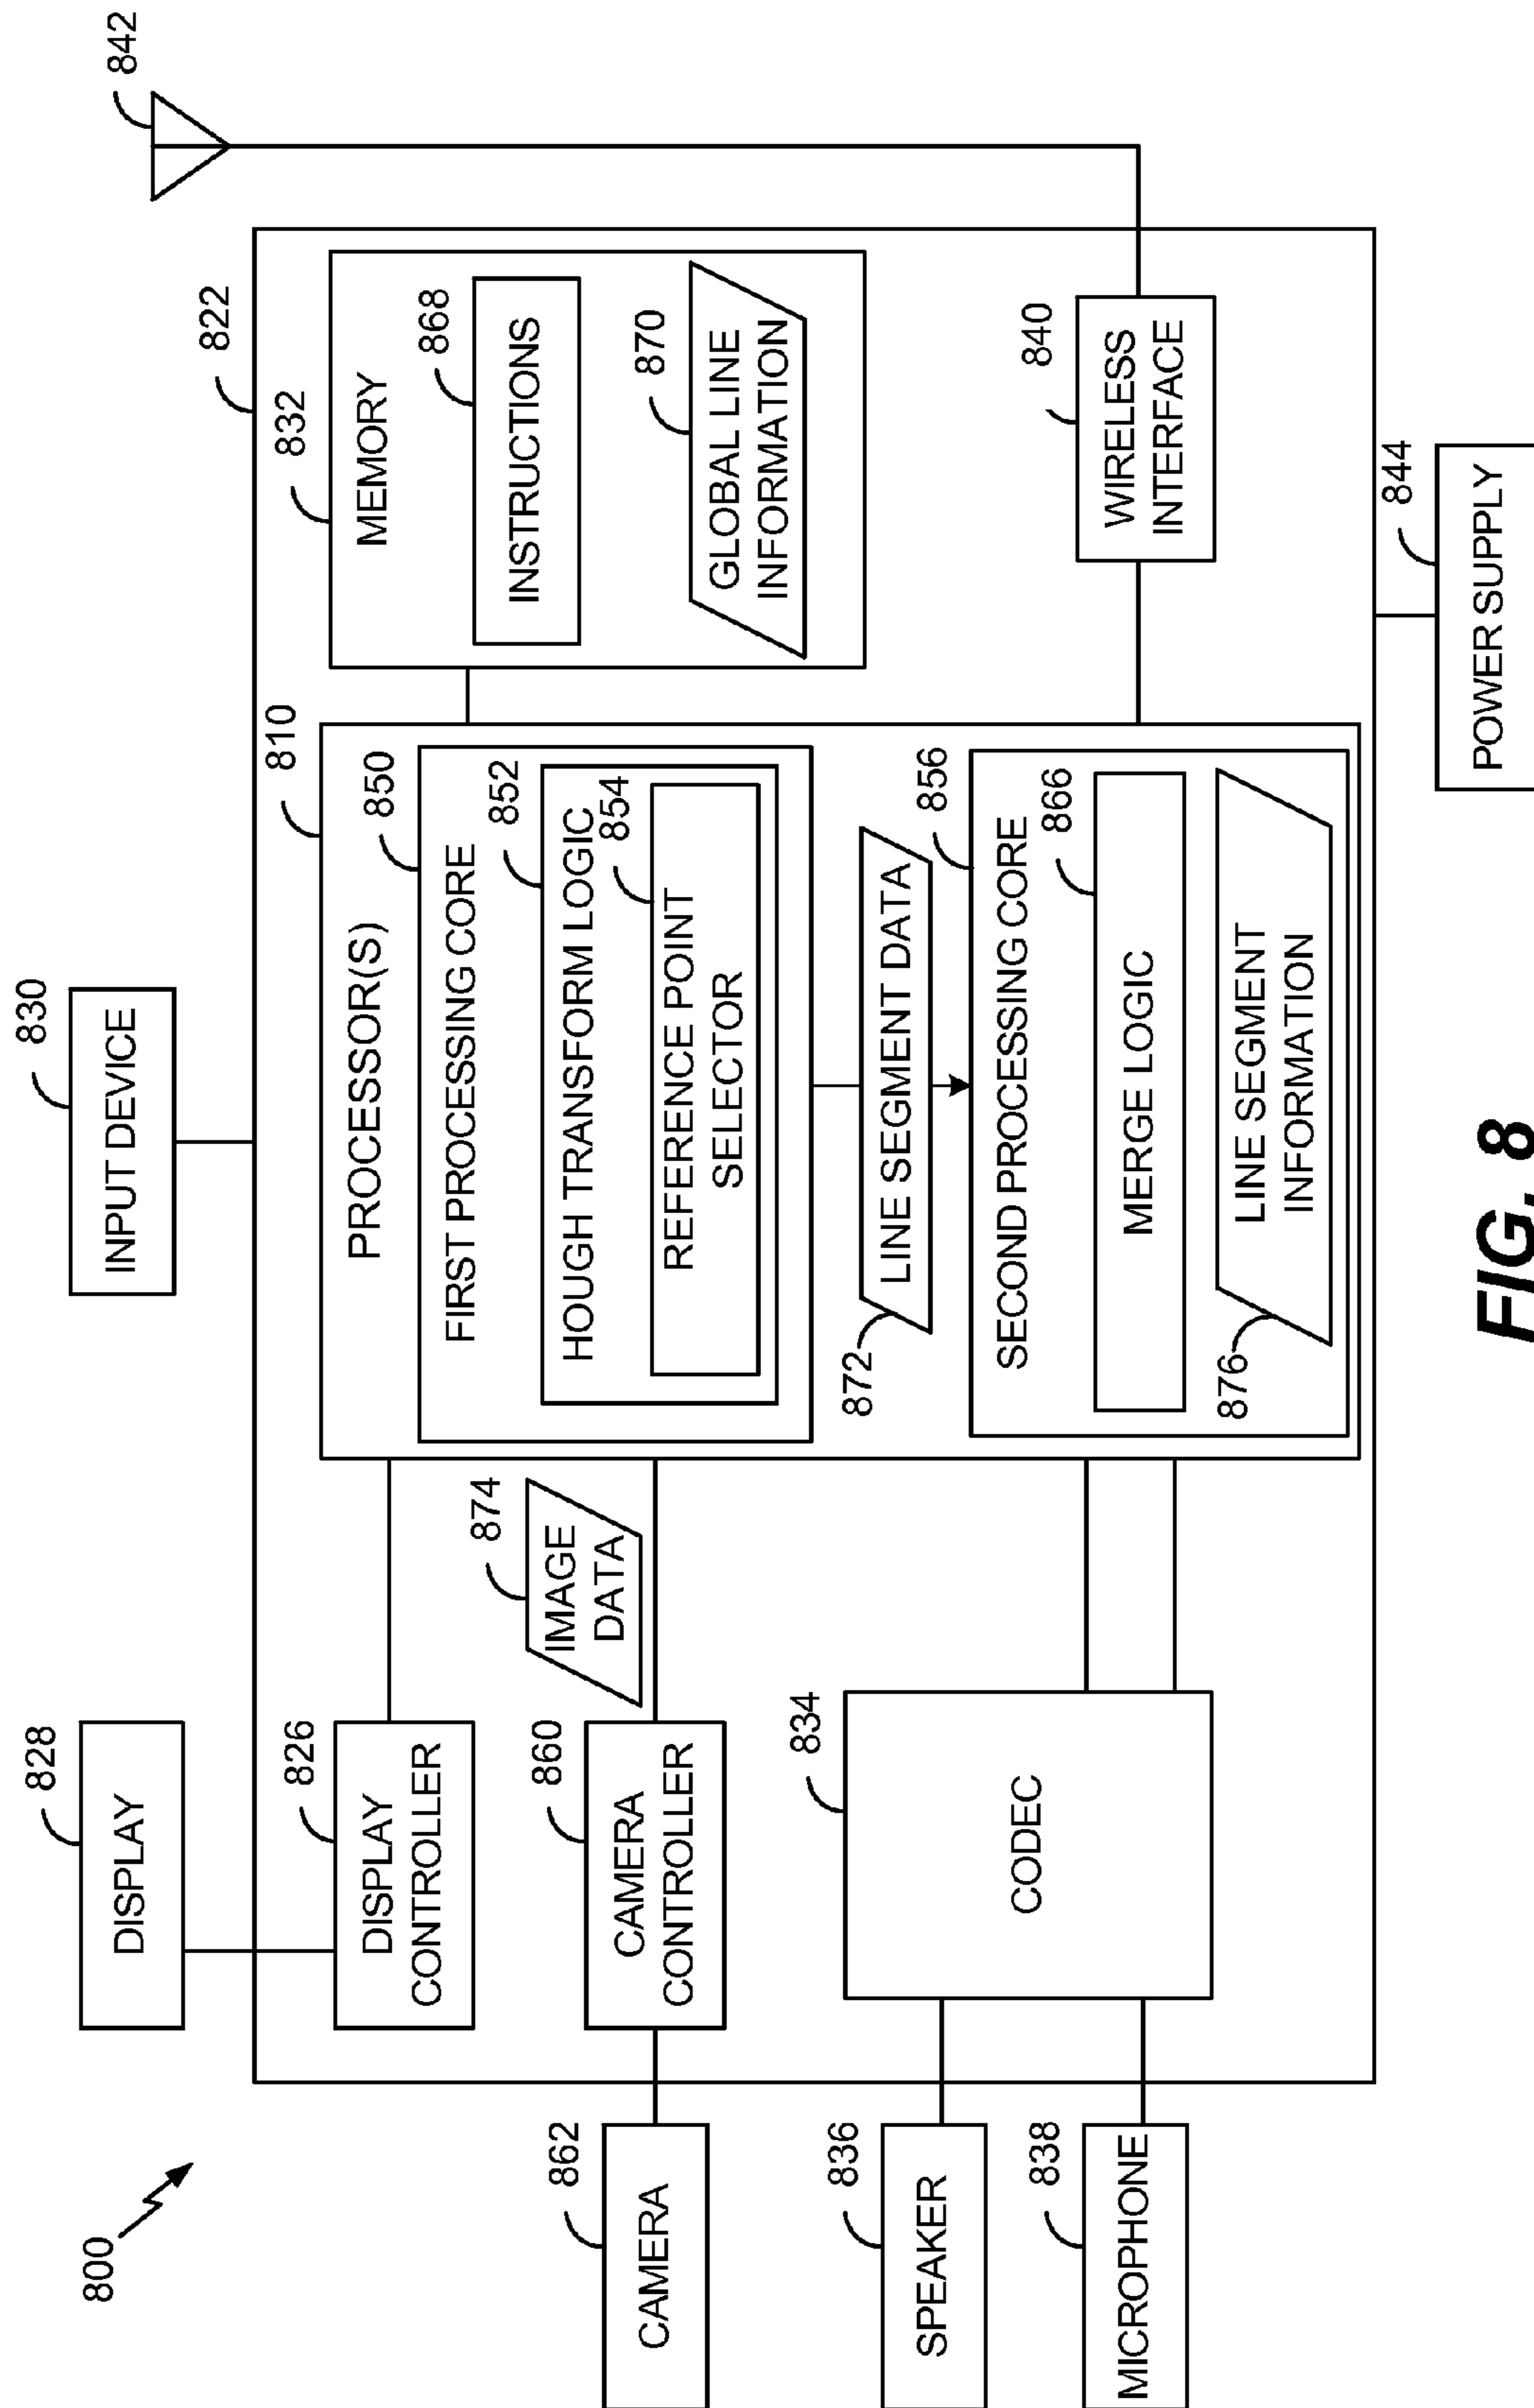 800
828
DISPLAY
830
INPUT DEVICE
842
822
826
DISPLAY
CONTROLLER
810
PROCESSOR(S)
832
MEMORY
850
FIRST PROCESSING CORE
868
INSTRUCTIONS
874
IMAGE
DATA
852
HOUGH TRANSFORM LOGIC
862
CAMERA
860
CAMERA
CONTROLLER
854
REFERENCE POINT
SELECTOR
870
GLOBAL LINE
INFORMATION
834
CODEC
872
LINE SEGMENT DATA
836
SPEAKER
856
SECOND PROCESSING CORE
840
WIRELESS
INTERFACE
838
MICROPHONE
866
MERGE LOGIC
876
LINE SEGMENT
INFORMATION
844
POWER SUPPLY
FIG. 8